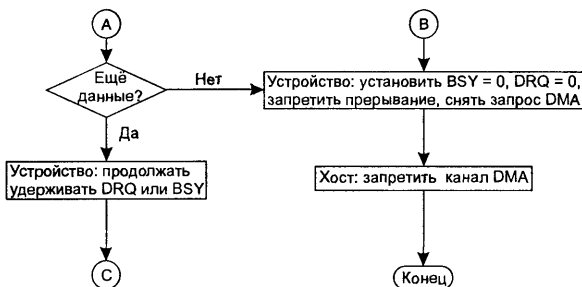 А
В
Ещё
данные?
Нет
Устройство: установить BSY = 0, DRQ = 0,
запретить прерывание, снять запрос DMA
Да
Устройство: продолжать
удерживать DRQ или BSY
Хост: запретить канал DMA
С
Конец